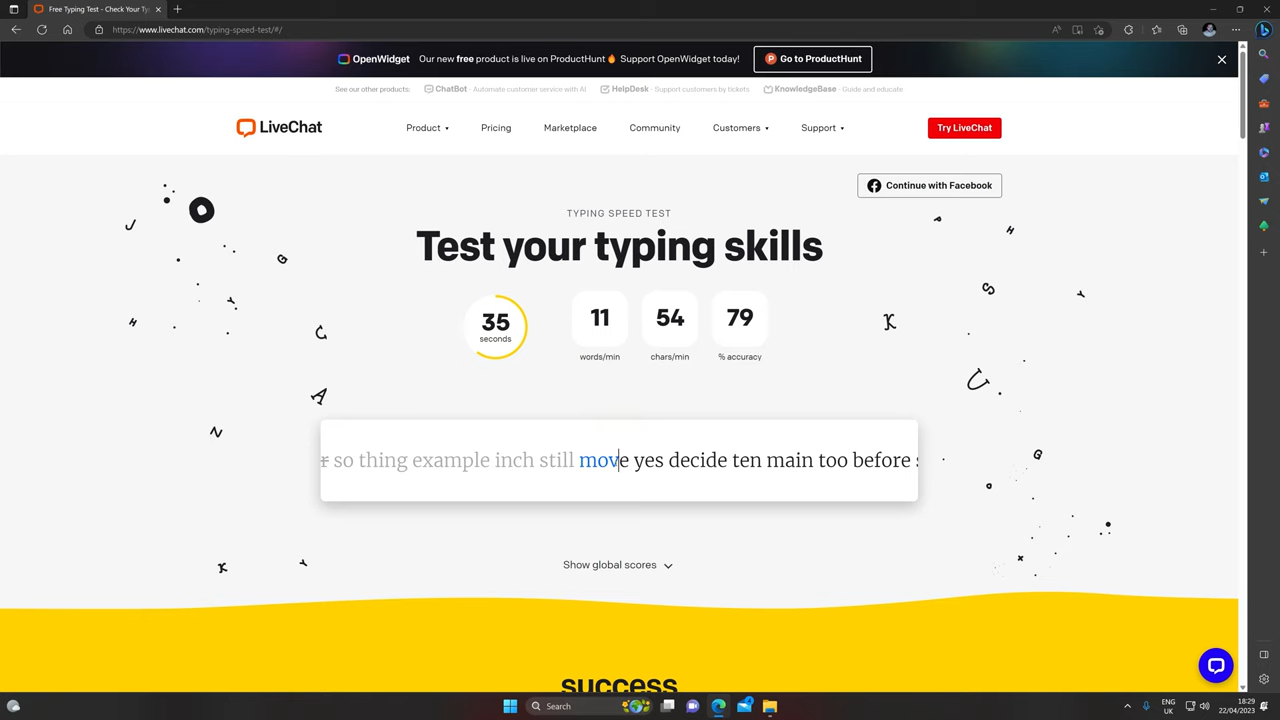 Free Typing Test - Check Your Ty
https://www.livechat.com/typing-speed-test/#/
OpenWidget Our new free product is live on ProductHunt Support OpenWidget today! Go to ProductHunt
See our other products: ChatBot - Automate customer service with AI HelpDesk - Support customers by tickets KnowledgeBase - Guide and educate
LiveChat Product Pricing Marketplace Community Customers Support Try LiveChat
Continue with Facebook
TYPING SPEED TEST
Test your typing skills
35 11 54 79
seconds words/min chars/min % accuracy
r so thing example inch still move yes decide ten main too before s
Show global scores
success
Search
ENG 18:29
UK 22/04/2023